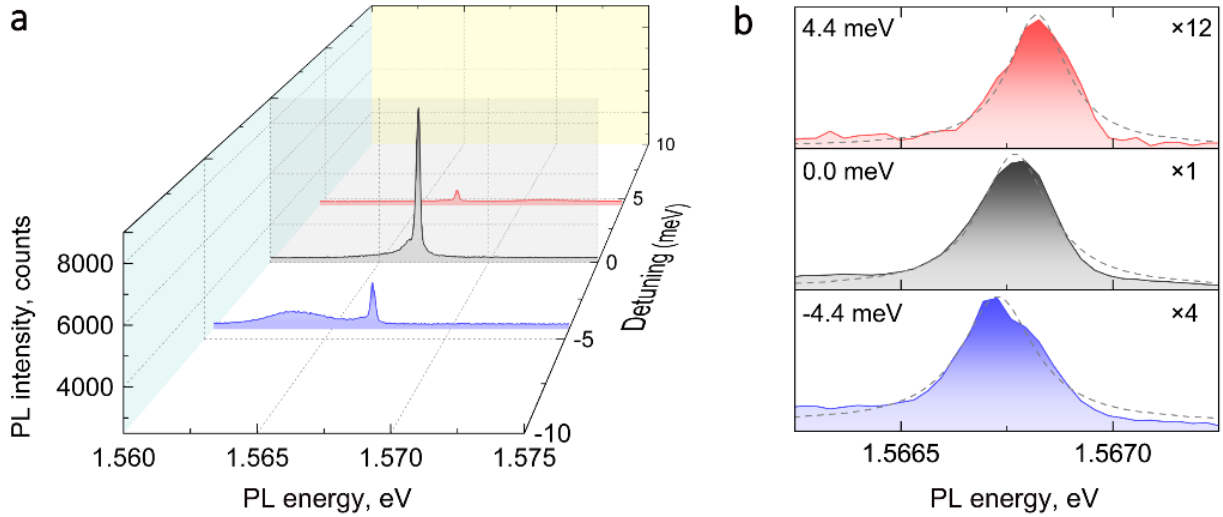 a
8000
6000
4000
PL intensity, counts
1.560
1.565
1.570
1.575
PL energy, eV
10
5
0
-5
-10
Detuning (meV)
b
4.4 meV
×12
0.0 meV
×1
-4.4 meV
×4
1.5665
1.5670
PL energy, eV